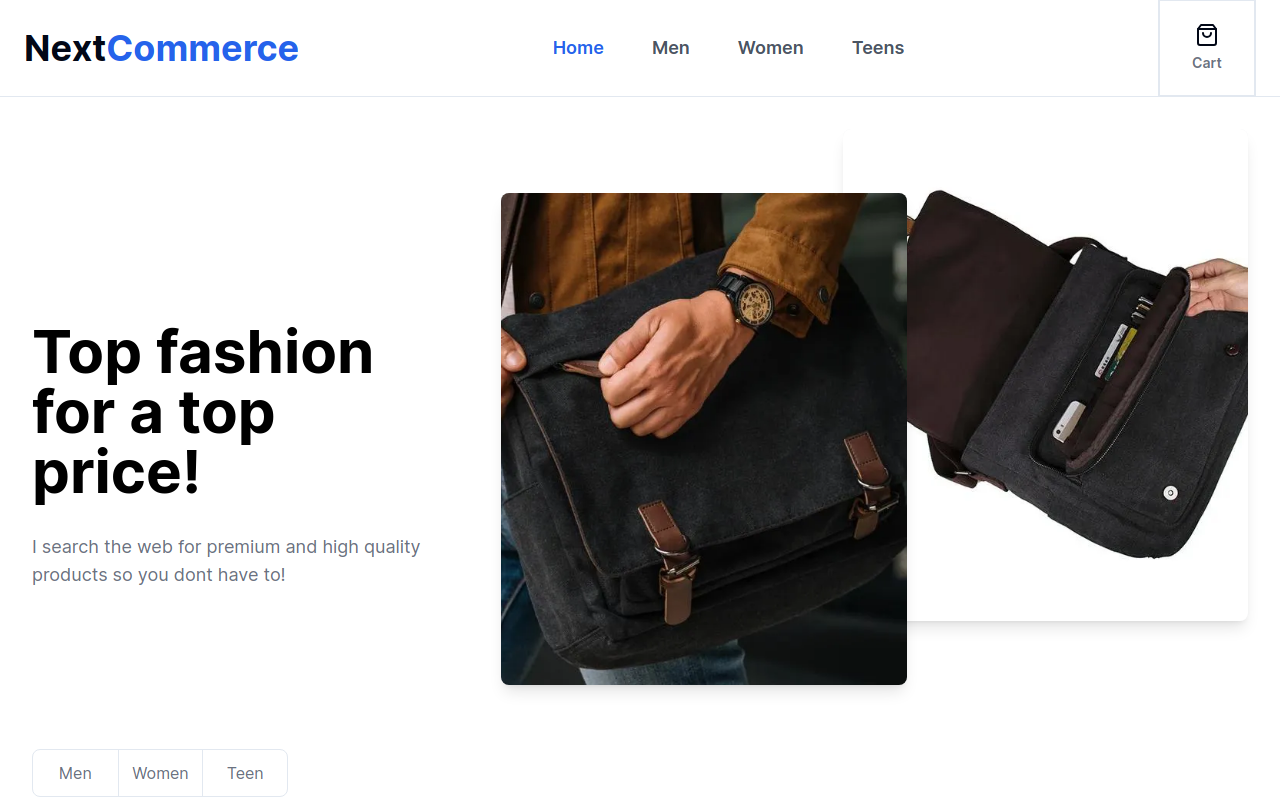 NextCommerce
Home Men Women Teens
Cart
Top fashion
for a top
price!
I search the web for premium and high quality
products so you dont have to!
Men Women Teen